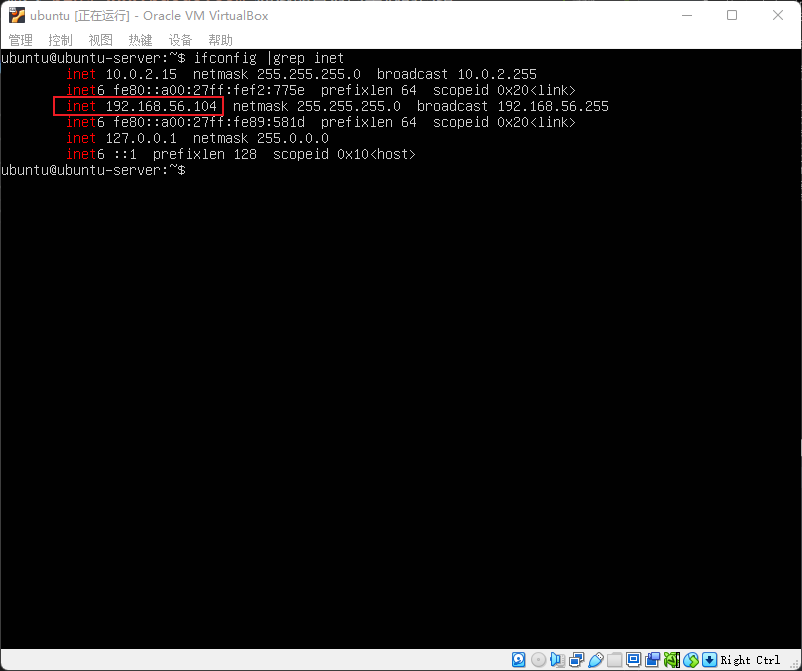 ubuntu [正在运行] - Oracle VM VirtualBox
管理 控制 视图 热键 设备 帮助
ubuntu@ubuntu-server:~$ ifconfig |grep inet
inet 10.0.2.15 netmask 255.255.255.0 broadcast 10.0.2.255
inet6 fe80::a00:27ff:fef2:775e prefixlen 64 scopeid 0x20<link>
inet 192.168.56.104 netmask 255.255.255.0 broadcast 192.168.56.255
inet6 fe80::a00:27ff:fe89:581d prefixlen 64 scopeid 0x20<link>
inet 127.0.0.1 netmask 255.0.0.0
inet6 ::1 prefixlen 128 scopeid 0x10<host>
ubuntu@ubuntu-server:~$
Right Ctrl